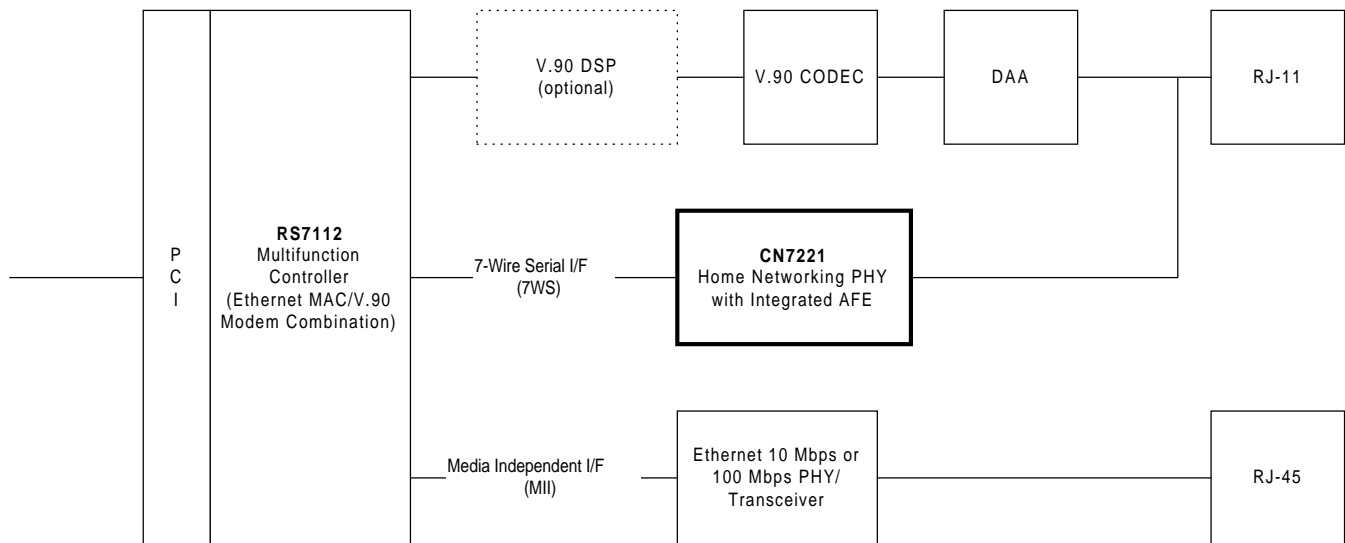 V.90 DSP
(optional)
V.90 CODEC
DAA
RJ-11
P
C
I
RS7112
Multifunction
Controller
(Ethernet MAC/V.90
Modem Combination)
7-Wire Serial I/F
(7WS)
CN7221
Home Networking PHY
with Integrated AFE
Media Independent I/F
(MII)
Ethernet 10 Mbps or
100 Mbps PHY/
Transceiver
RJ-45